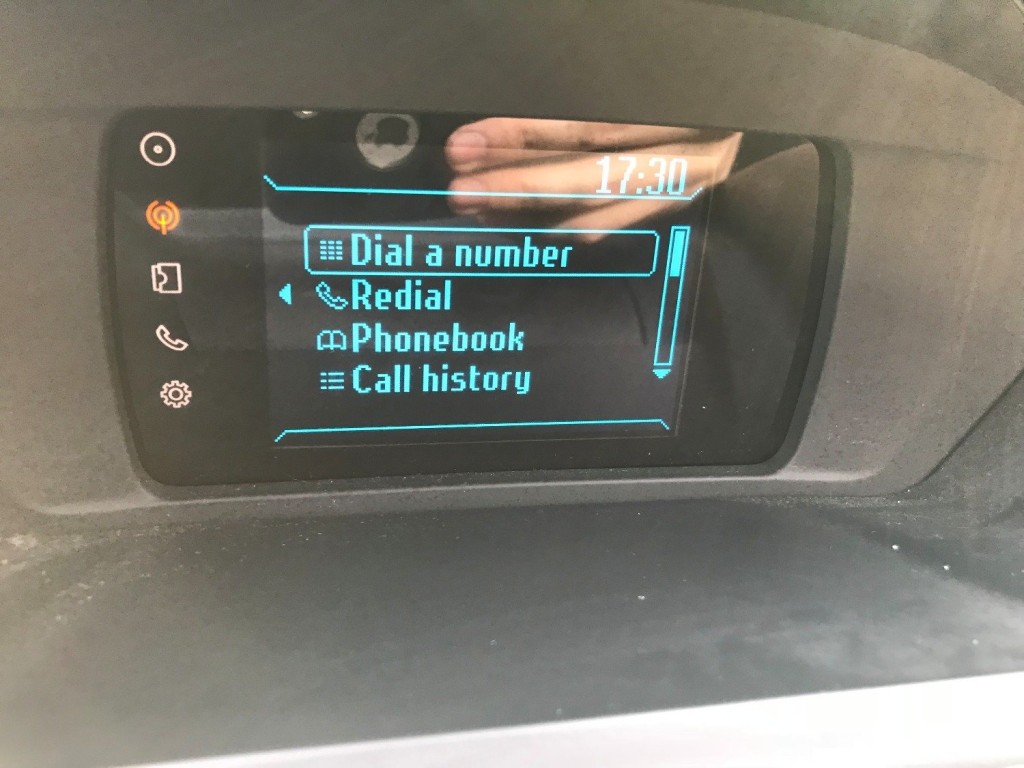 17:30
Dial a number
Redial
Phonebook
Call history